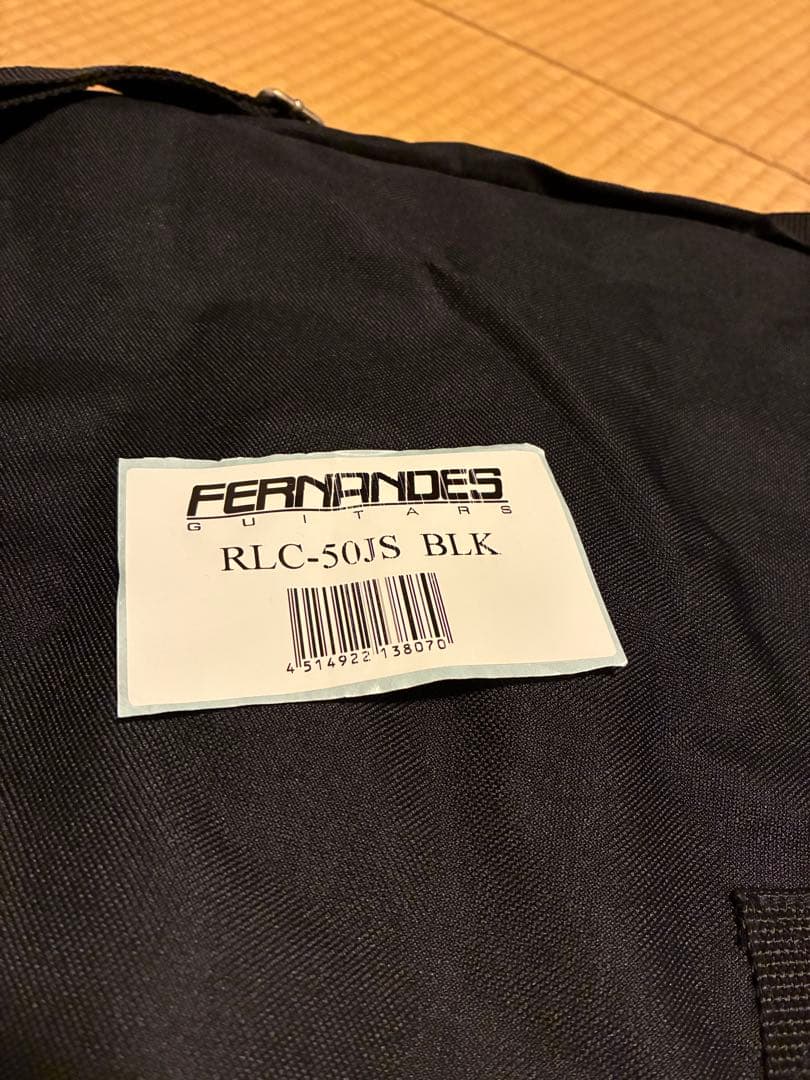 FERNANDES
GUITARS
RLC-50JS BLK
4514922138070